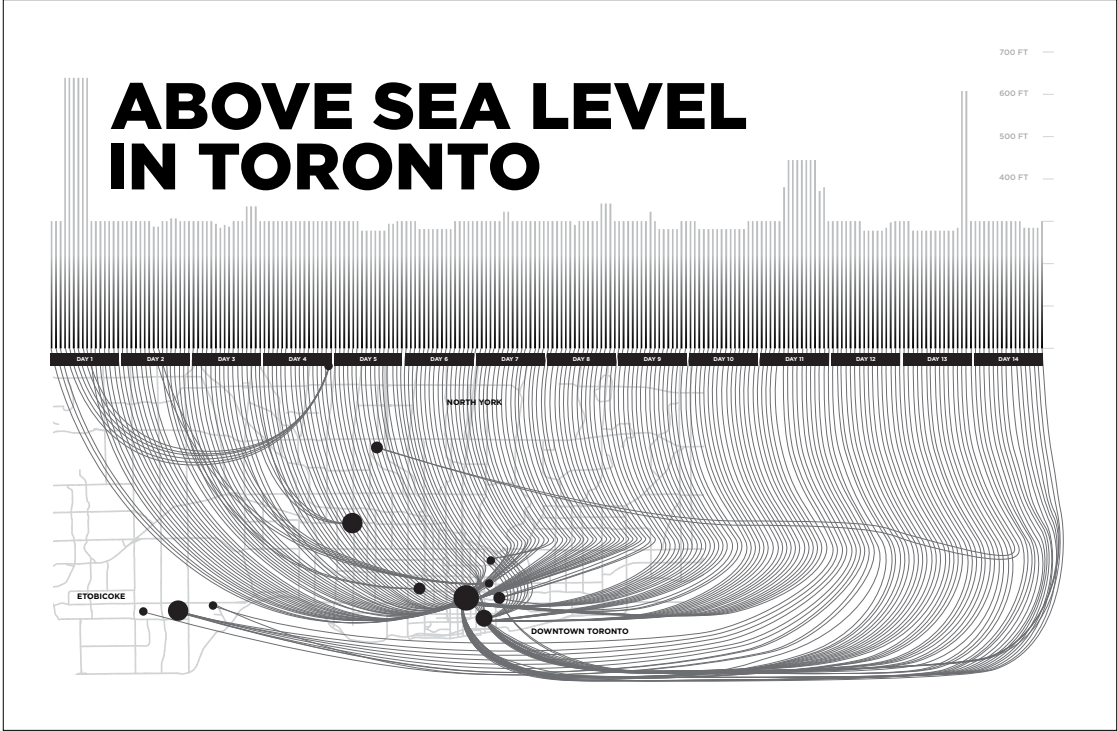 700 FT
ABOVE SEA LEVEL
600 FT
500 FT
IN TORONTO
400 FT
DAY 1 DAY 2 DAY 3 DAY 4 DAY 5 DAY 6 DAY 7 DAY 8 DAY 9 DAY 10 DAY 11 DAY 12 DAY 13 DAY 14
NORTH YORK
ETOBICOKE
DOWNTOWN TORONTO